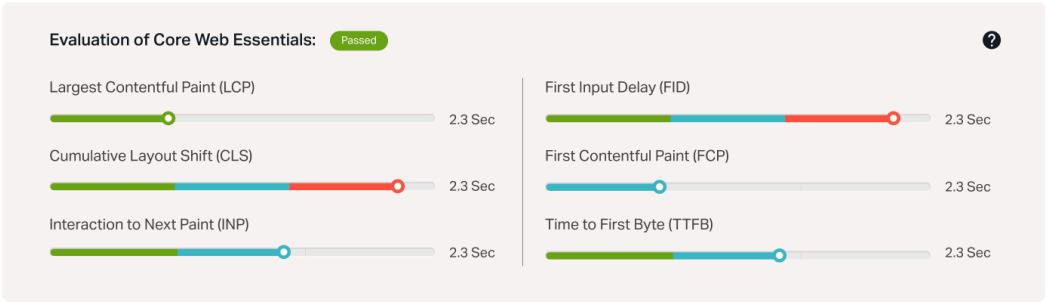 Evaluation of Core Web Essentials: Passed ?
Largest Contentful Paint (LCP)
2.3 Sec
Cumulative Layout Shift (CLS)
2.3 Sec
Interaction to Next Paint (INP)
2.3 Sec
First Input Delay (FID)
2.3 Sec
First Contentful Paint (FCP)
2.3 Sec
Time to First Byte (TTFB)
2.3 Sec